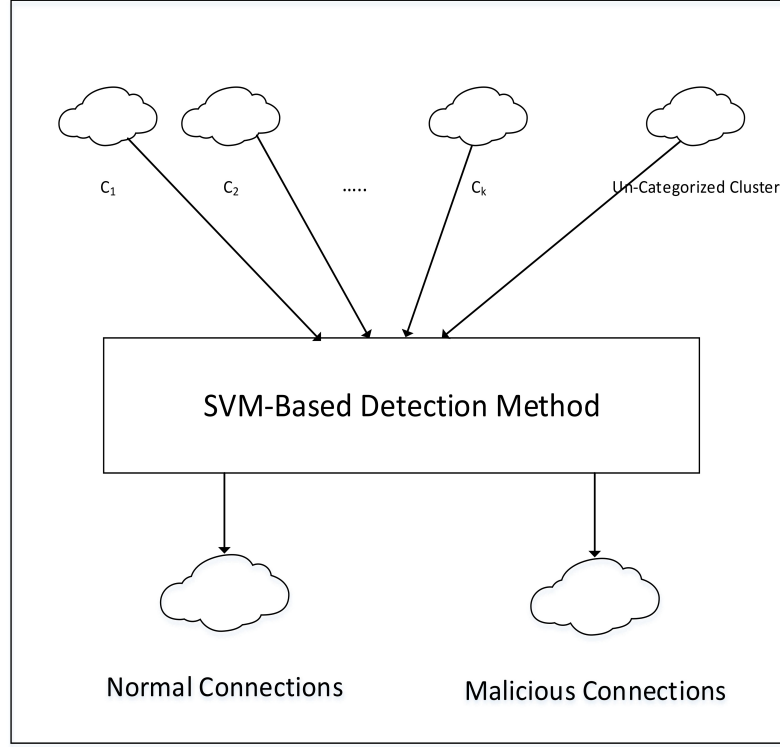 C₁ C₂ ..... Cₖ Un-Categorized Cluster
SVM-Based Detection Method
Normal Connections
Malicious Connections